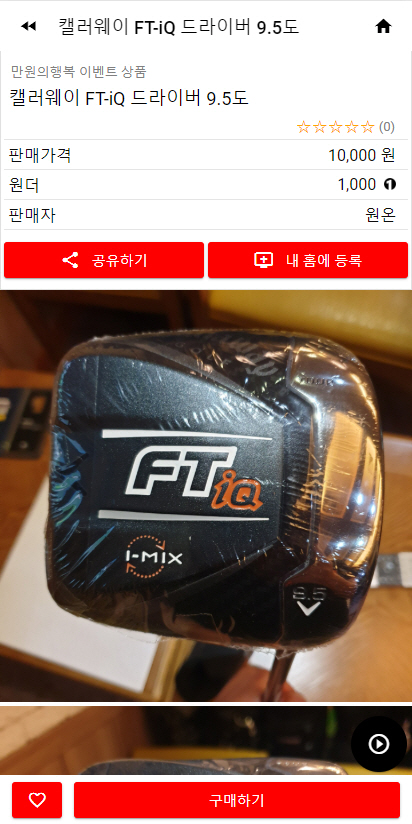 캘러웨이 FT-iQ 드라이버 9.5도
만원의행복 이벤트 상품
캘러웨이 FT-iQ 드라이버 9.5도
(0)
판매가격 10,000 원
원더 1,000
판매자 원온
공유하기 내 홈에 등록
FT iQ
I-MIX
9.5
구매하기